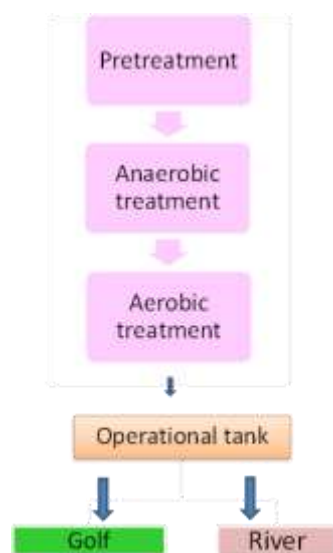 Pretreatment
Anaerobic
treatment
Aerobic
treatment
Operational tank
Golf
River